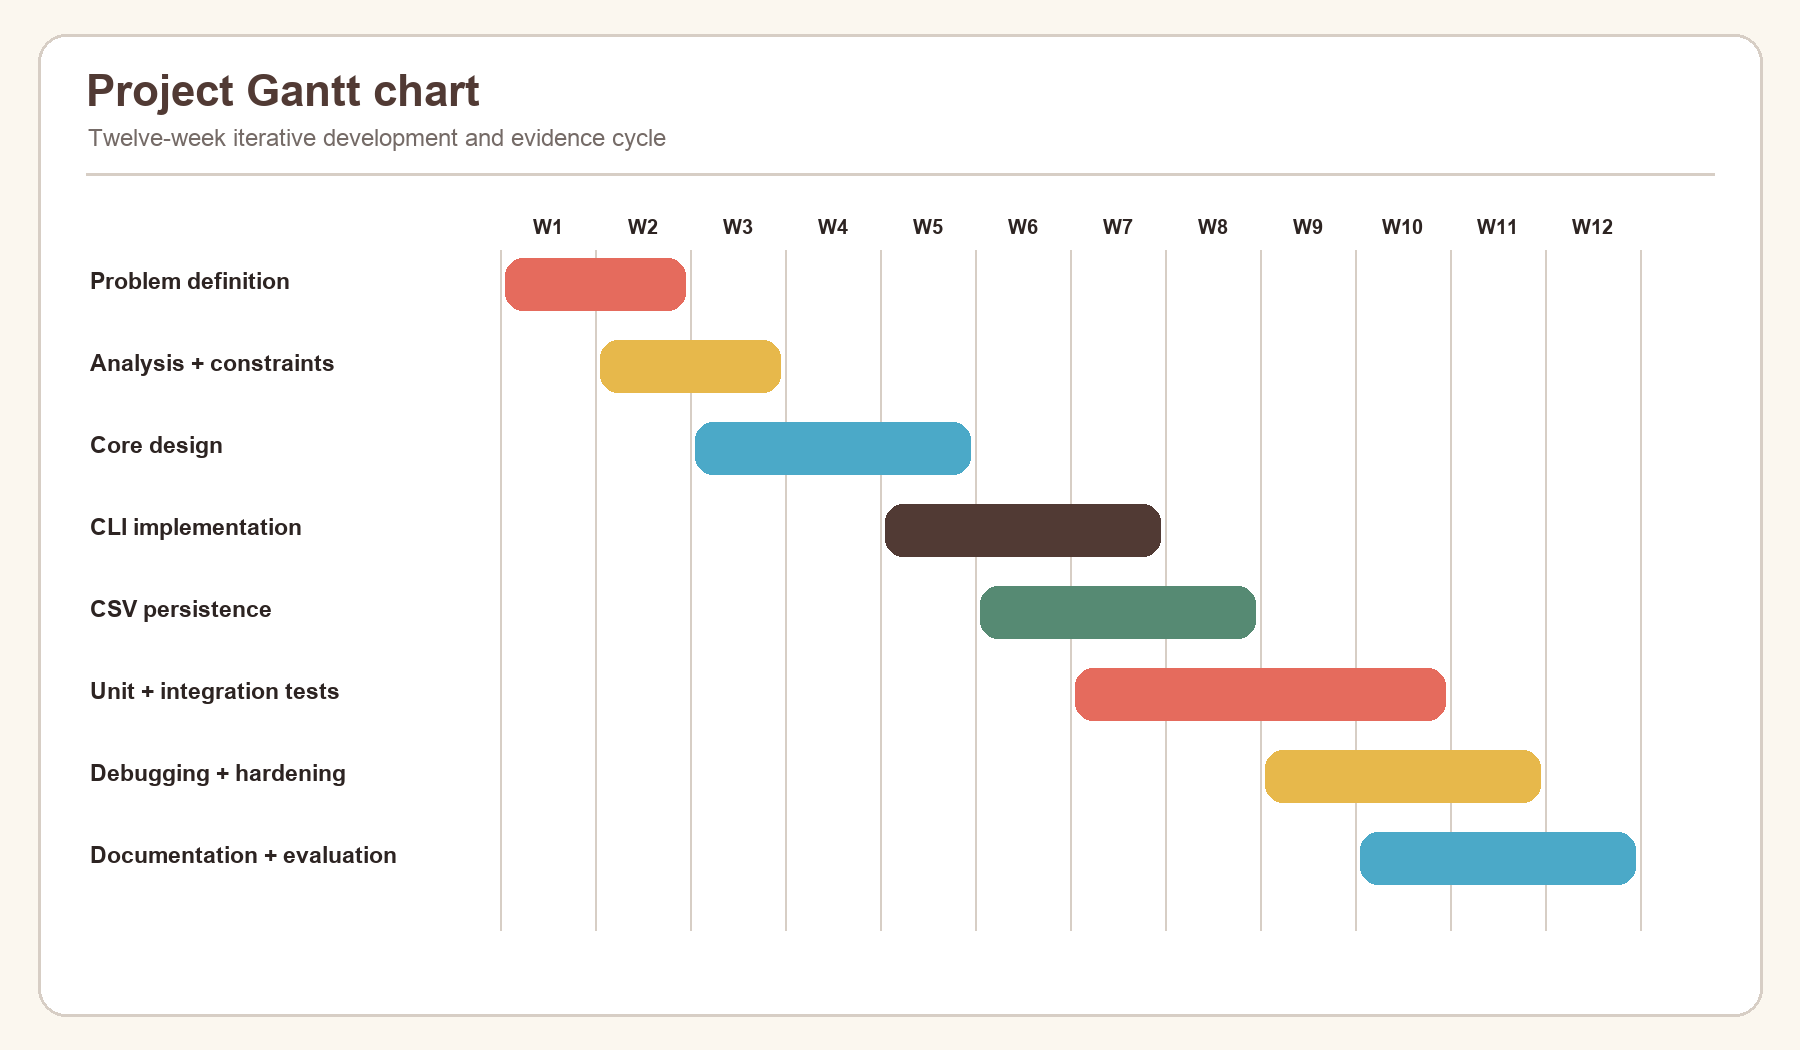 Project Gantt chart
Twelve-week iterative development and evidence cycle
W1 W2 W3 W4 W5 W6 W7 W8 W9 W10 W11 W12
Problem definition
Analysis + constraints
Core design
CLI implementation
CSV persistence
Unit + integration tests
Debugging + hardening
Documentation + evaluation